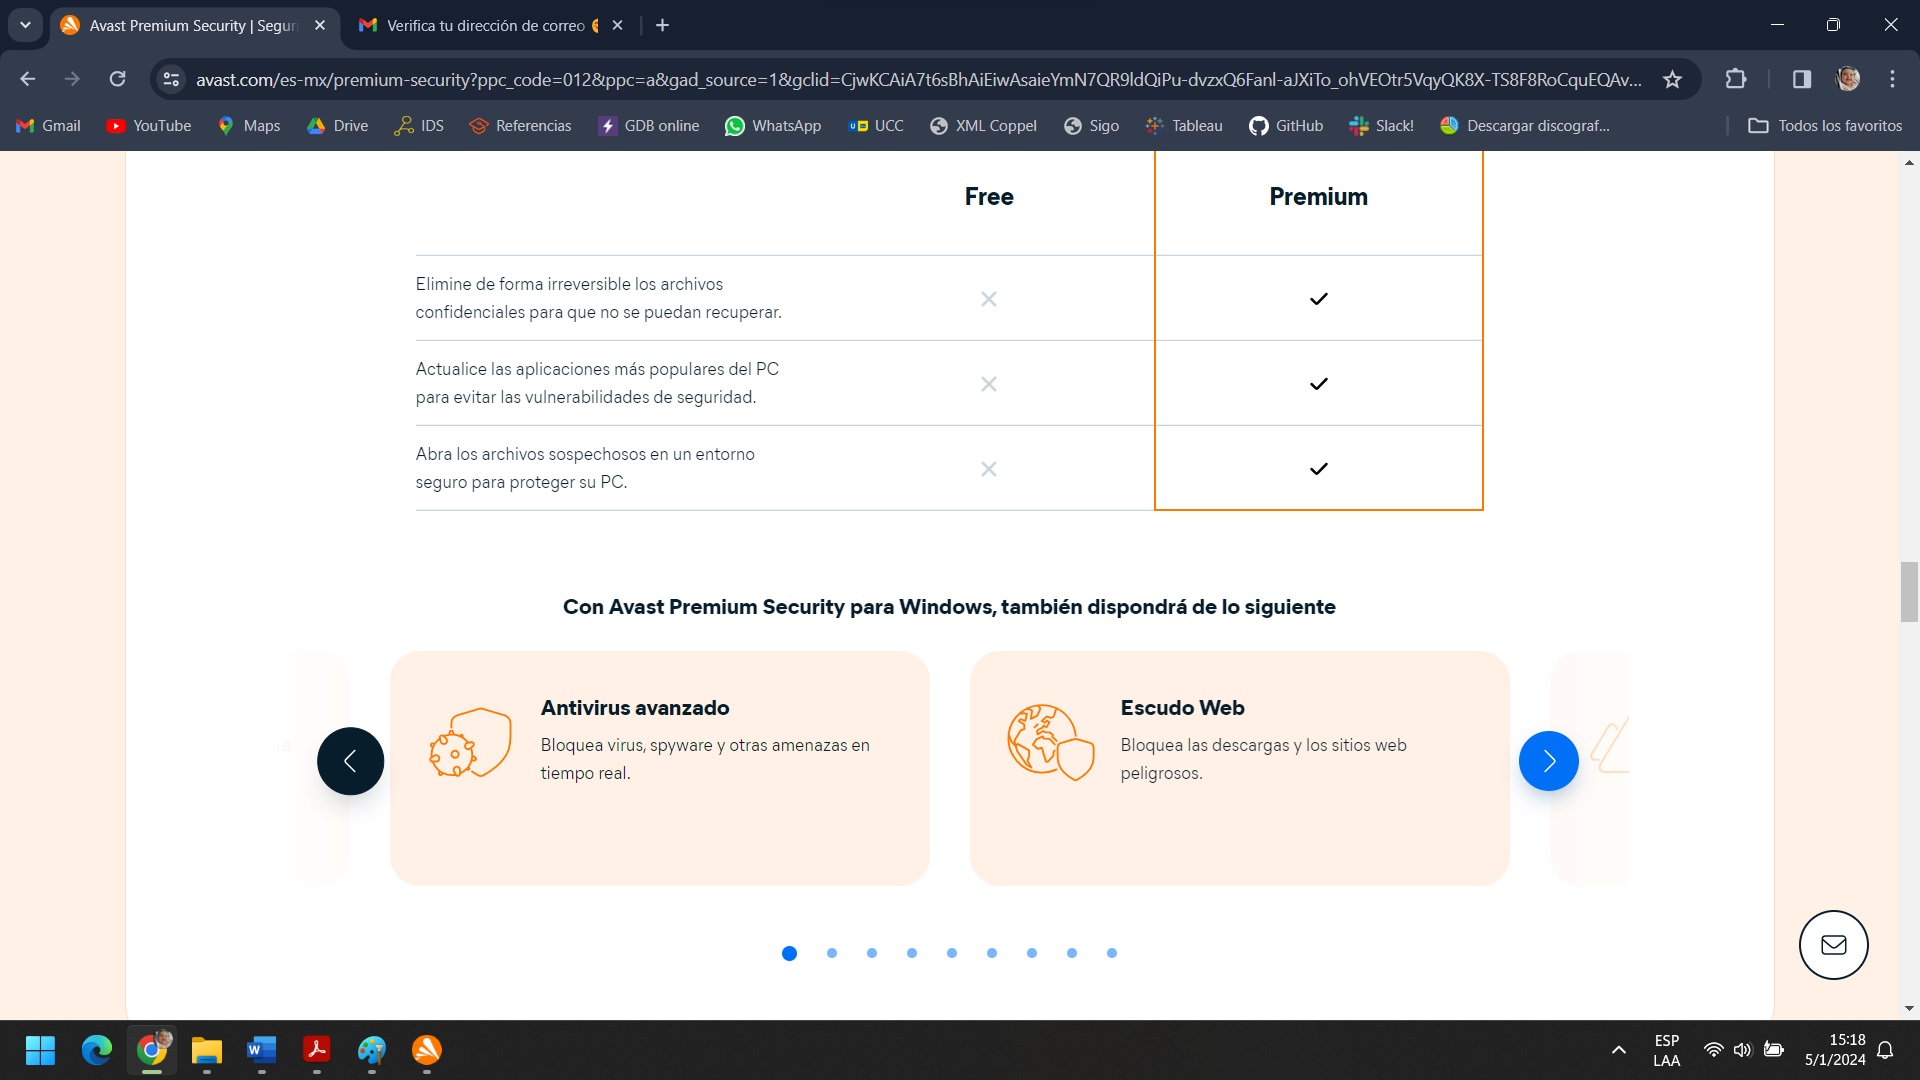 Avast Premium Security | Seguri
Verifica tu dirección de correo
avast.com/es-mx/premium-security?ppc_code=012&ppc=a&gad_source=1&gclid=CjwKCAiA7t6sBhAiEiwAsaieYmN7QR9ldQiPu-dvzxQ6Fanl-aJXiTo_ohVEOtr5VqyQK8X-TS8F8RoCquEQAv...
Gmail
YouTube
Maps
Drive
IDS
Referencias
GDB online
WhatsApp
UCC
XML Coppel
Sigo
Tableau
GitHub
Slack!
Descargar discograf...
Todos los favoritos
Free
Premium
Elimine de forma irreversible los archivos
confidenciales para que no se puedan recuperar.
Actualice las aplicaciones más populares del PC
para evitar las vulnerabilidades de seguridad.
Abra los archivos sospechosos en un entorno
seguro para proteger su PC.
Con Avast Premium Security para Windows, también dispondrá de lo siguiente
Antivirus avanzado
Bloquea virus, spyware y otras amenazas en
tiempo real.
Escudo Web
Bloquea las descargas y los sitios web
peligrosos.
ESP
LAA
15:18
5/1/2024